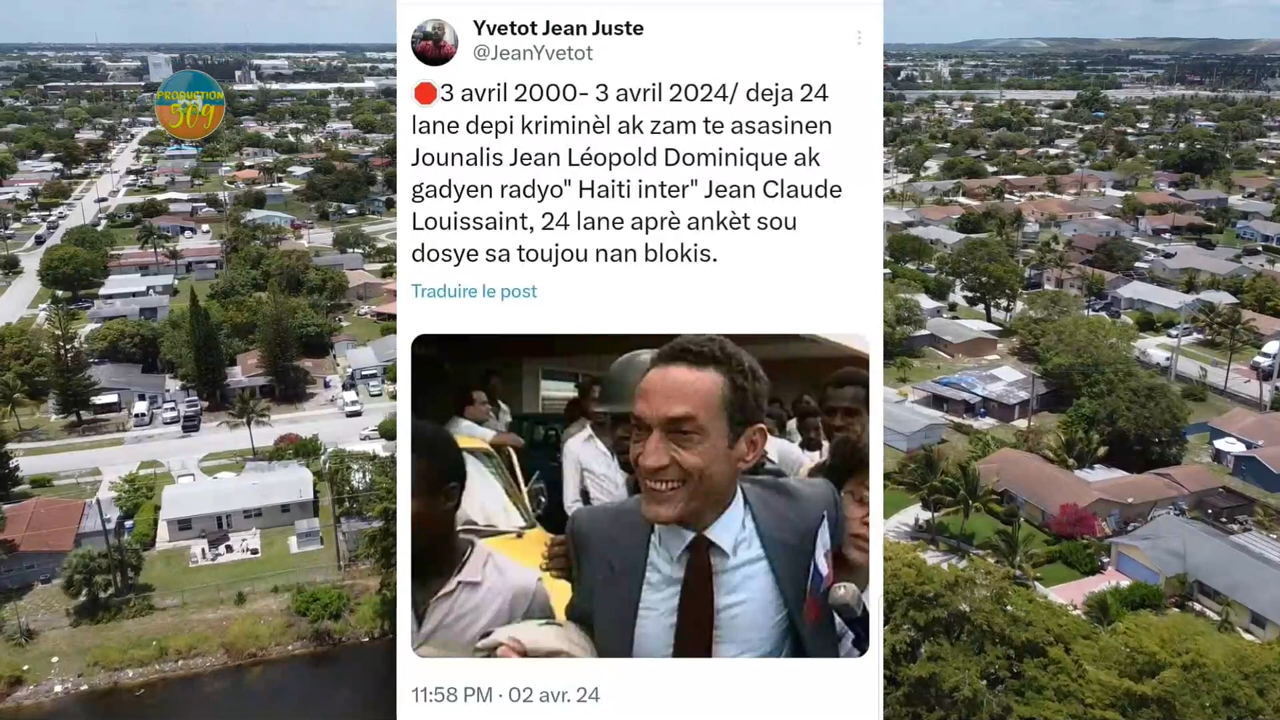 PRODUCTION
509
Yvetot Jean Juste
@JeanYvetot
🛑3 avril 2000- 3 avril 2024/ deja 24
lane depi kriminèl ak zam te asasinen
Jounalis Jean Léopold Dominique ak
gadyen radyo" Haiti inter" Jean Claude
Louissaint, 24 lane aprè ankèt sou
dosye sa toujou nan blokis.
Traduire le post
11:58 PM · 02 avr. 24